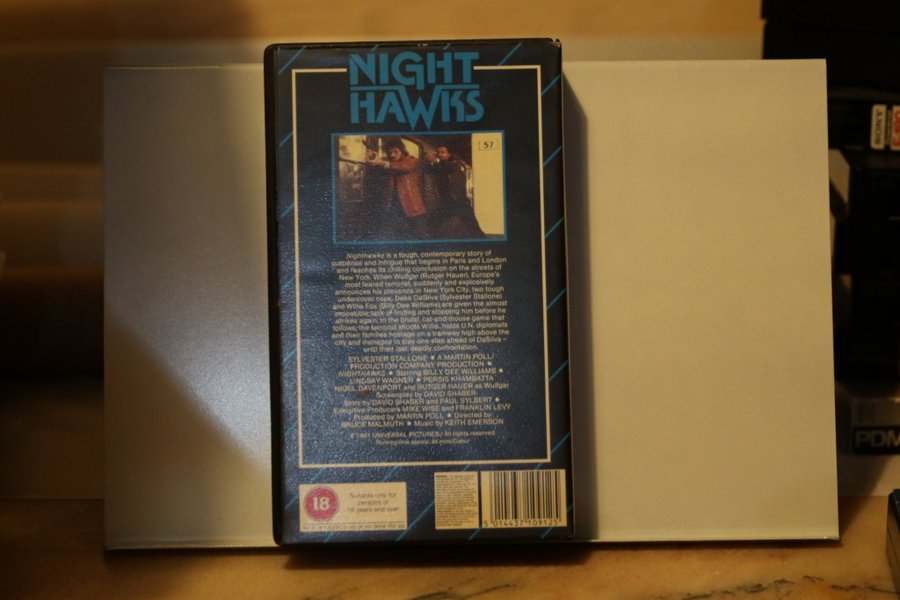 NIGHT
HAWKS
57
Nighthawks is a tough, contemporary story of
suspense and intrigue that begins in Paris and London
and reaches its chilling conclusion on the streets of
New York. When Wulfgar (Rutger Hauer), Europe's
most feared terrorist, suddenly and explosively
announces his presence in New York City, two tough
undercover cops, Deke DaSilva (Sylvester Stallone)
and Willie Fox (Billy Dee Williams) are given the almost
impossible task of finding and stopping him before he
strikes again. In the brutal, cat-and-mouse game that
follows, the terrorist shoots Willie, holds U.N. diplomats
and their families hostage on a tramway high above the
city and manages to stay one step ahead of DaSilva –
until their last, deadly confrontation.
SYLVESTER STALLONE • A MARTIN POLL/
PRODUCTION COMPANY PRODUCTION •
NIGHTHAWKS • Starring BILLY DEE WILLIAMS •
LINDSAY WAGNER • PERSIS KHAMBATTA
NIGEL DAVENPORT and RUTGER HAUER as Wulfgar
Screenplay by DAVID SHABER
Story by DAVID SHABER and PAUL SYLBERT •
Executive Producers MIKE WISE and FRANKLIN LEVY
Produced by MARTIN POLL • Directed by
BRUCE MALMUTH • Music by KEITH EMERSON
© 1981 UNIVERSAL PICTURES / All rights reserved.
Running time approx. mins/Colour
18
Suitable only for
persons of
18 years and over
5 014437 109125
PDM